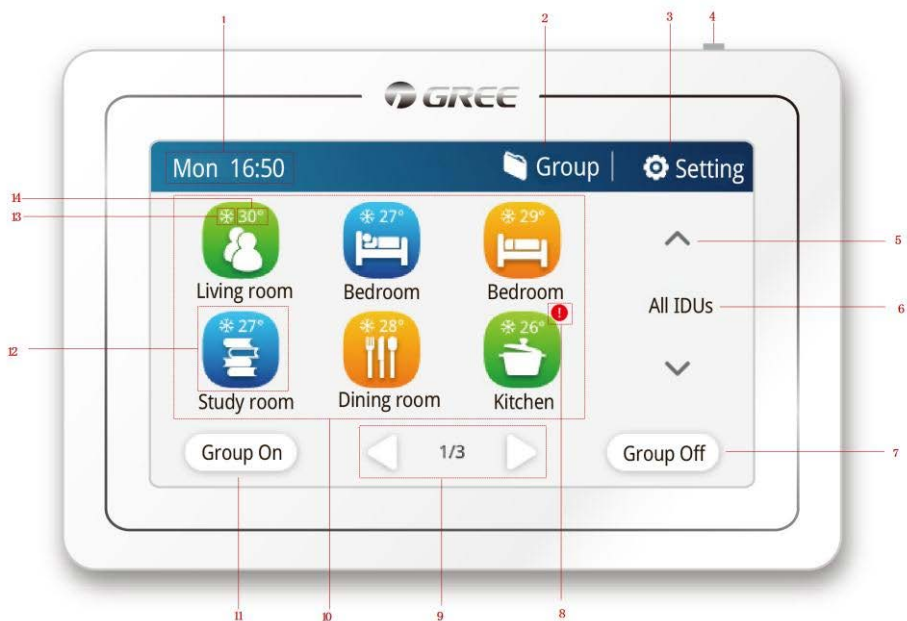 1 2 3 4
GREE
Mon 16:50 Group Setting
14
13
30° 27° 29°
5
Living room Bedroom Bedroom
All IDUs
6
27° 28° 26° !
12
Study room Dining room Kitchen
Group On 1/3 Group Off
7
11 10 9 8